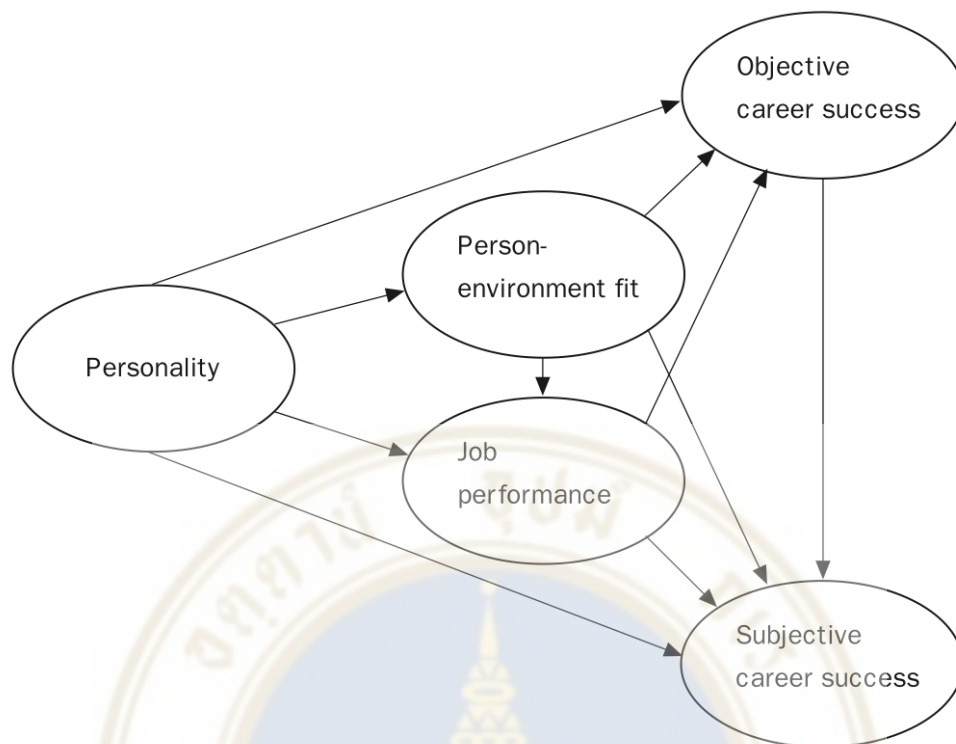 Objective
career success
Person-
environment fit
Personality
Job
performance
Subjective
career success